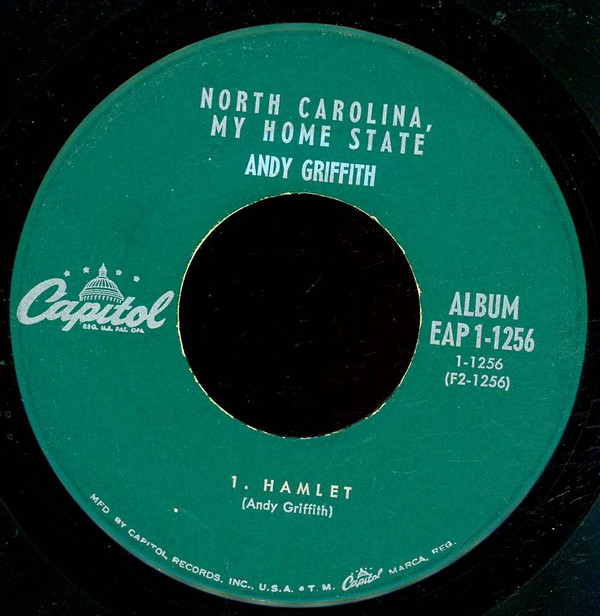 NORTH CAROLINA,
MY HOME STATE
ANDY GRIFFITH
Capitol
REG. U.S. PAT. OFF.
ALBUM
EAP 1-1256
1-1256
(F2-1256)
1. HAMLET
(Andy Griffith)
MFD. BY CAPITOL RECORDS, INC., U.S.A. • T.M. Capitol MARCA REG.